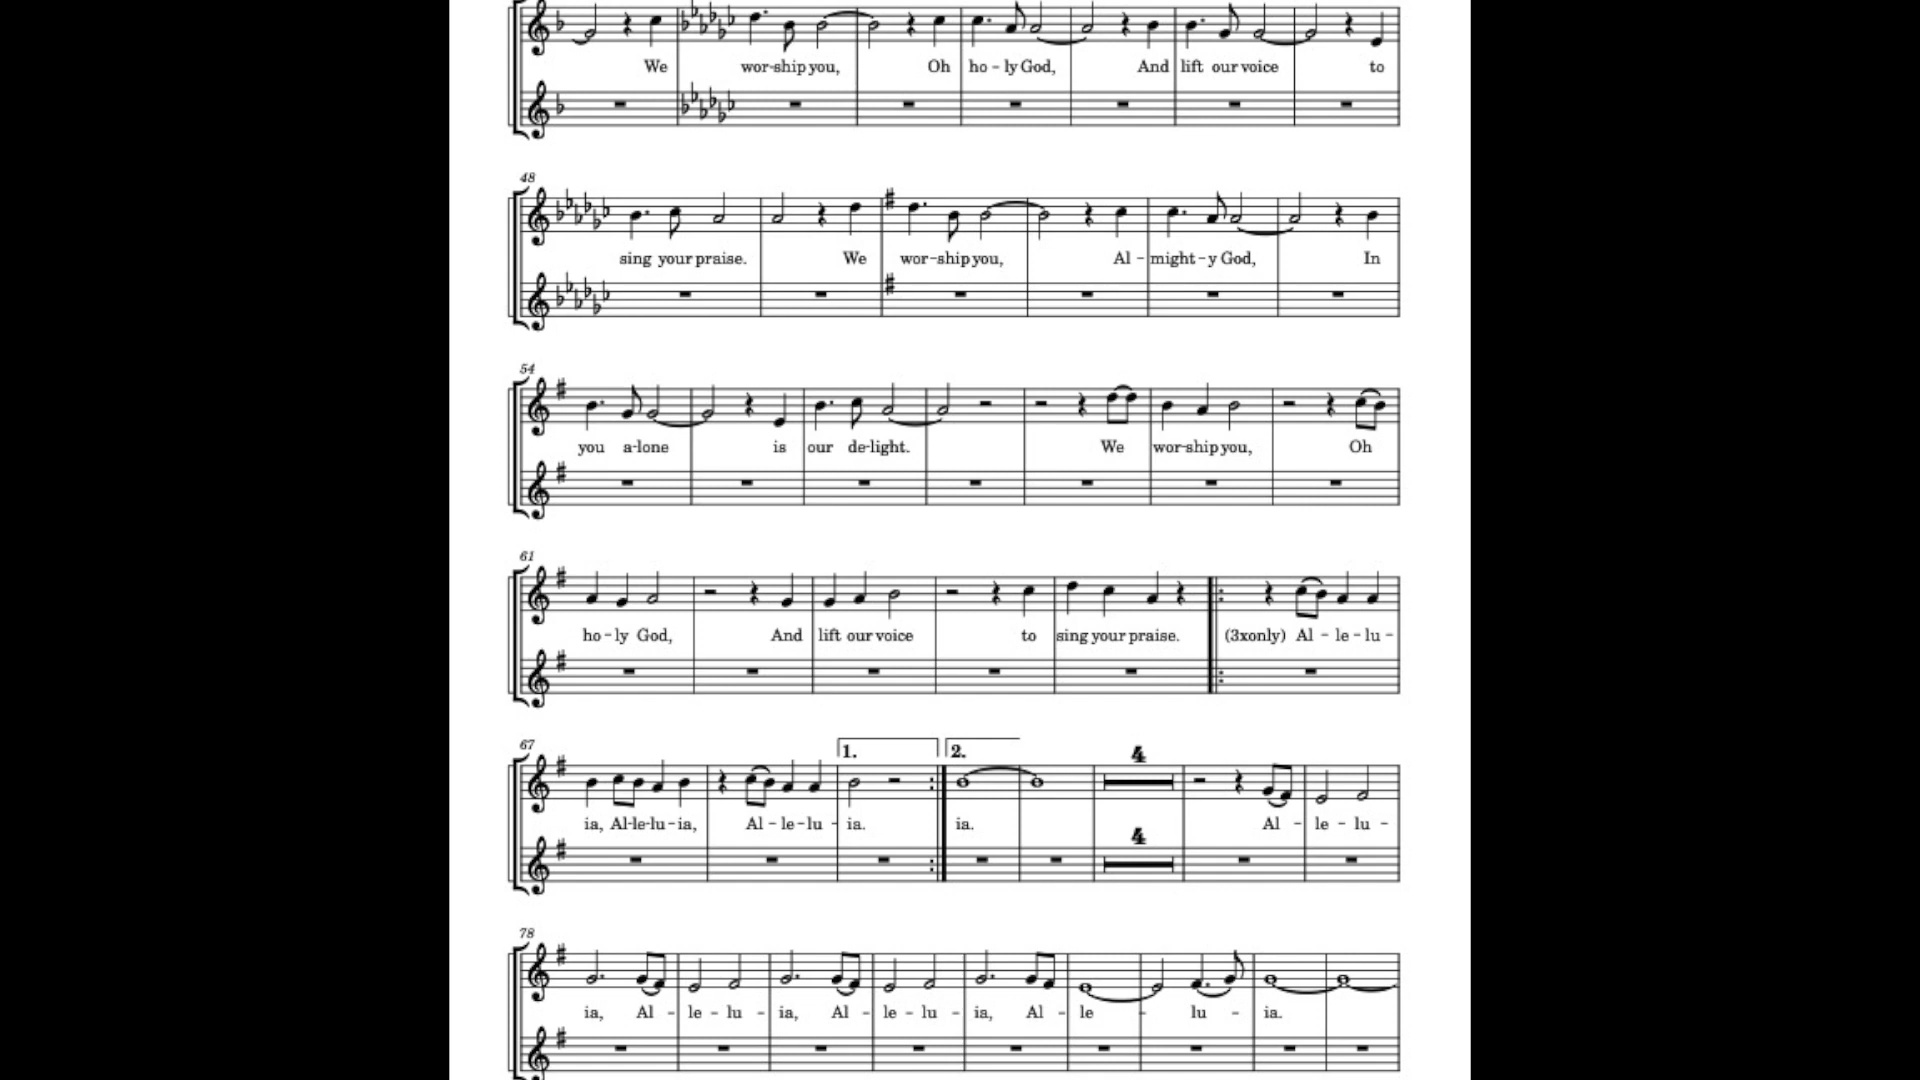 We wor-ship you, Oh ho - ly God, And lift our voice to
48
sing your praise. We wor-ship you, Al - might - y God, In
54
you a-lone is our de-light. We wor-ship you, Oh
61
ho - ly God, And lift our voice to sing your praise. (3xonly) Al - le - lu -
67
1. 2. 4
ia, Al-le-lu-ia, Al - le - lu - ia. ia. Al - le - lu -
4
78
ia, Al - le - lu - ia, Al - le - lu - ia, Al - le - lu - ia.